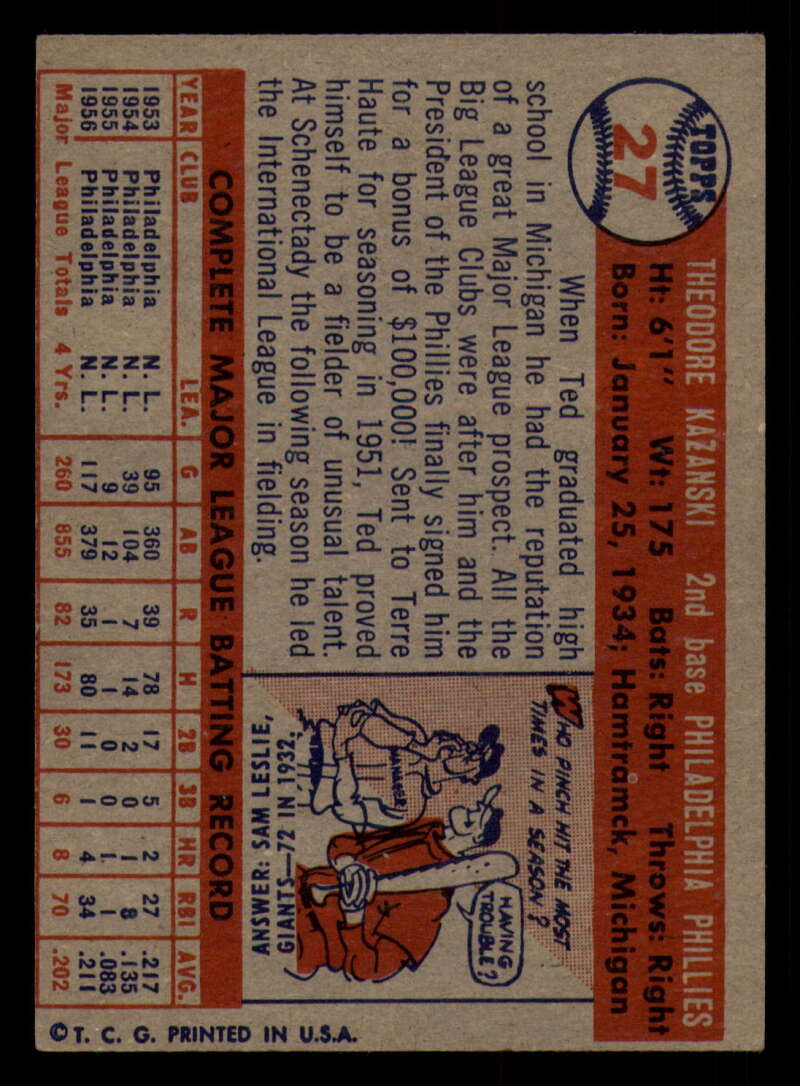 TOPPS
27
THEODORE KAZANSKI 2nd base PHILADELPHIA PHILLIES
Ht: 6'1" Wt: 175 Bats: Right Throws: Right
Born: January 25, 1934; Hamtramck, Michigan
When Ted graduated high
school in Michigan he had the reputation
of a great Major League prospect. All the
Big League Clubs were after him and the
President of the Phillies finally signed him
for a bonus of $100,000! Sent to Terre
Haute for seasoning in 1951, Ted proved
himself to be a fielder of unusual talent.
At Schenectady the following season he led
the International League in fielding.
WHO PINCH HIT THE MOST
TIMES IN A SEASON?
HAVING
TROUBLE?
MANAGER
ANSWER: SAM LESLIE,
GIANTS—72 IN 1932.
COMPLETE MAJOR LEAGUE BATTING RECORD
YEAR CLUB LEA. G AB R H 2B 3B HR RBI AVG.
1953 Philadelphia N. L. 95 360 39 78 17 5 2 27 .217
1954 Philadelphia N. L. 39 104 7 14 2 0 1 8 .135
1955 Philadelphia N. L. 9 12 1 1 0 0 1 1 .083
1956 Philadelphia N. L. 117 379 35 80 11 1 4 34 .211
Major League Totals 4 Yrs. 260 855 82 173 30 6 8 70 .202
© T. C. G. PRINTED IN U.S.A.